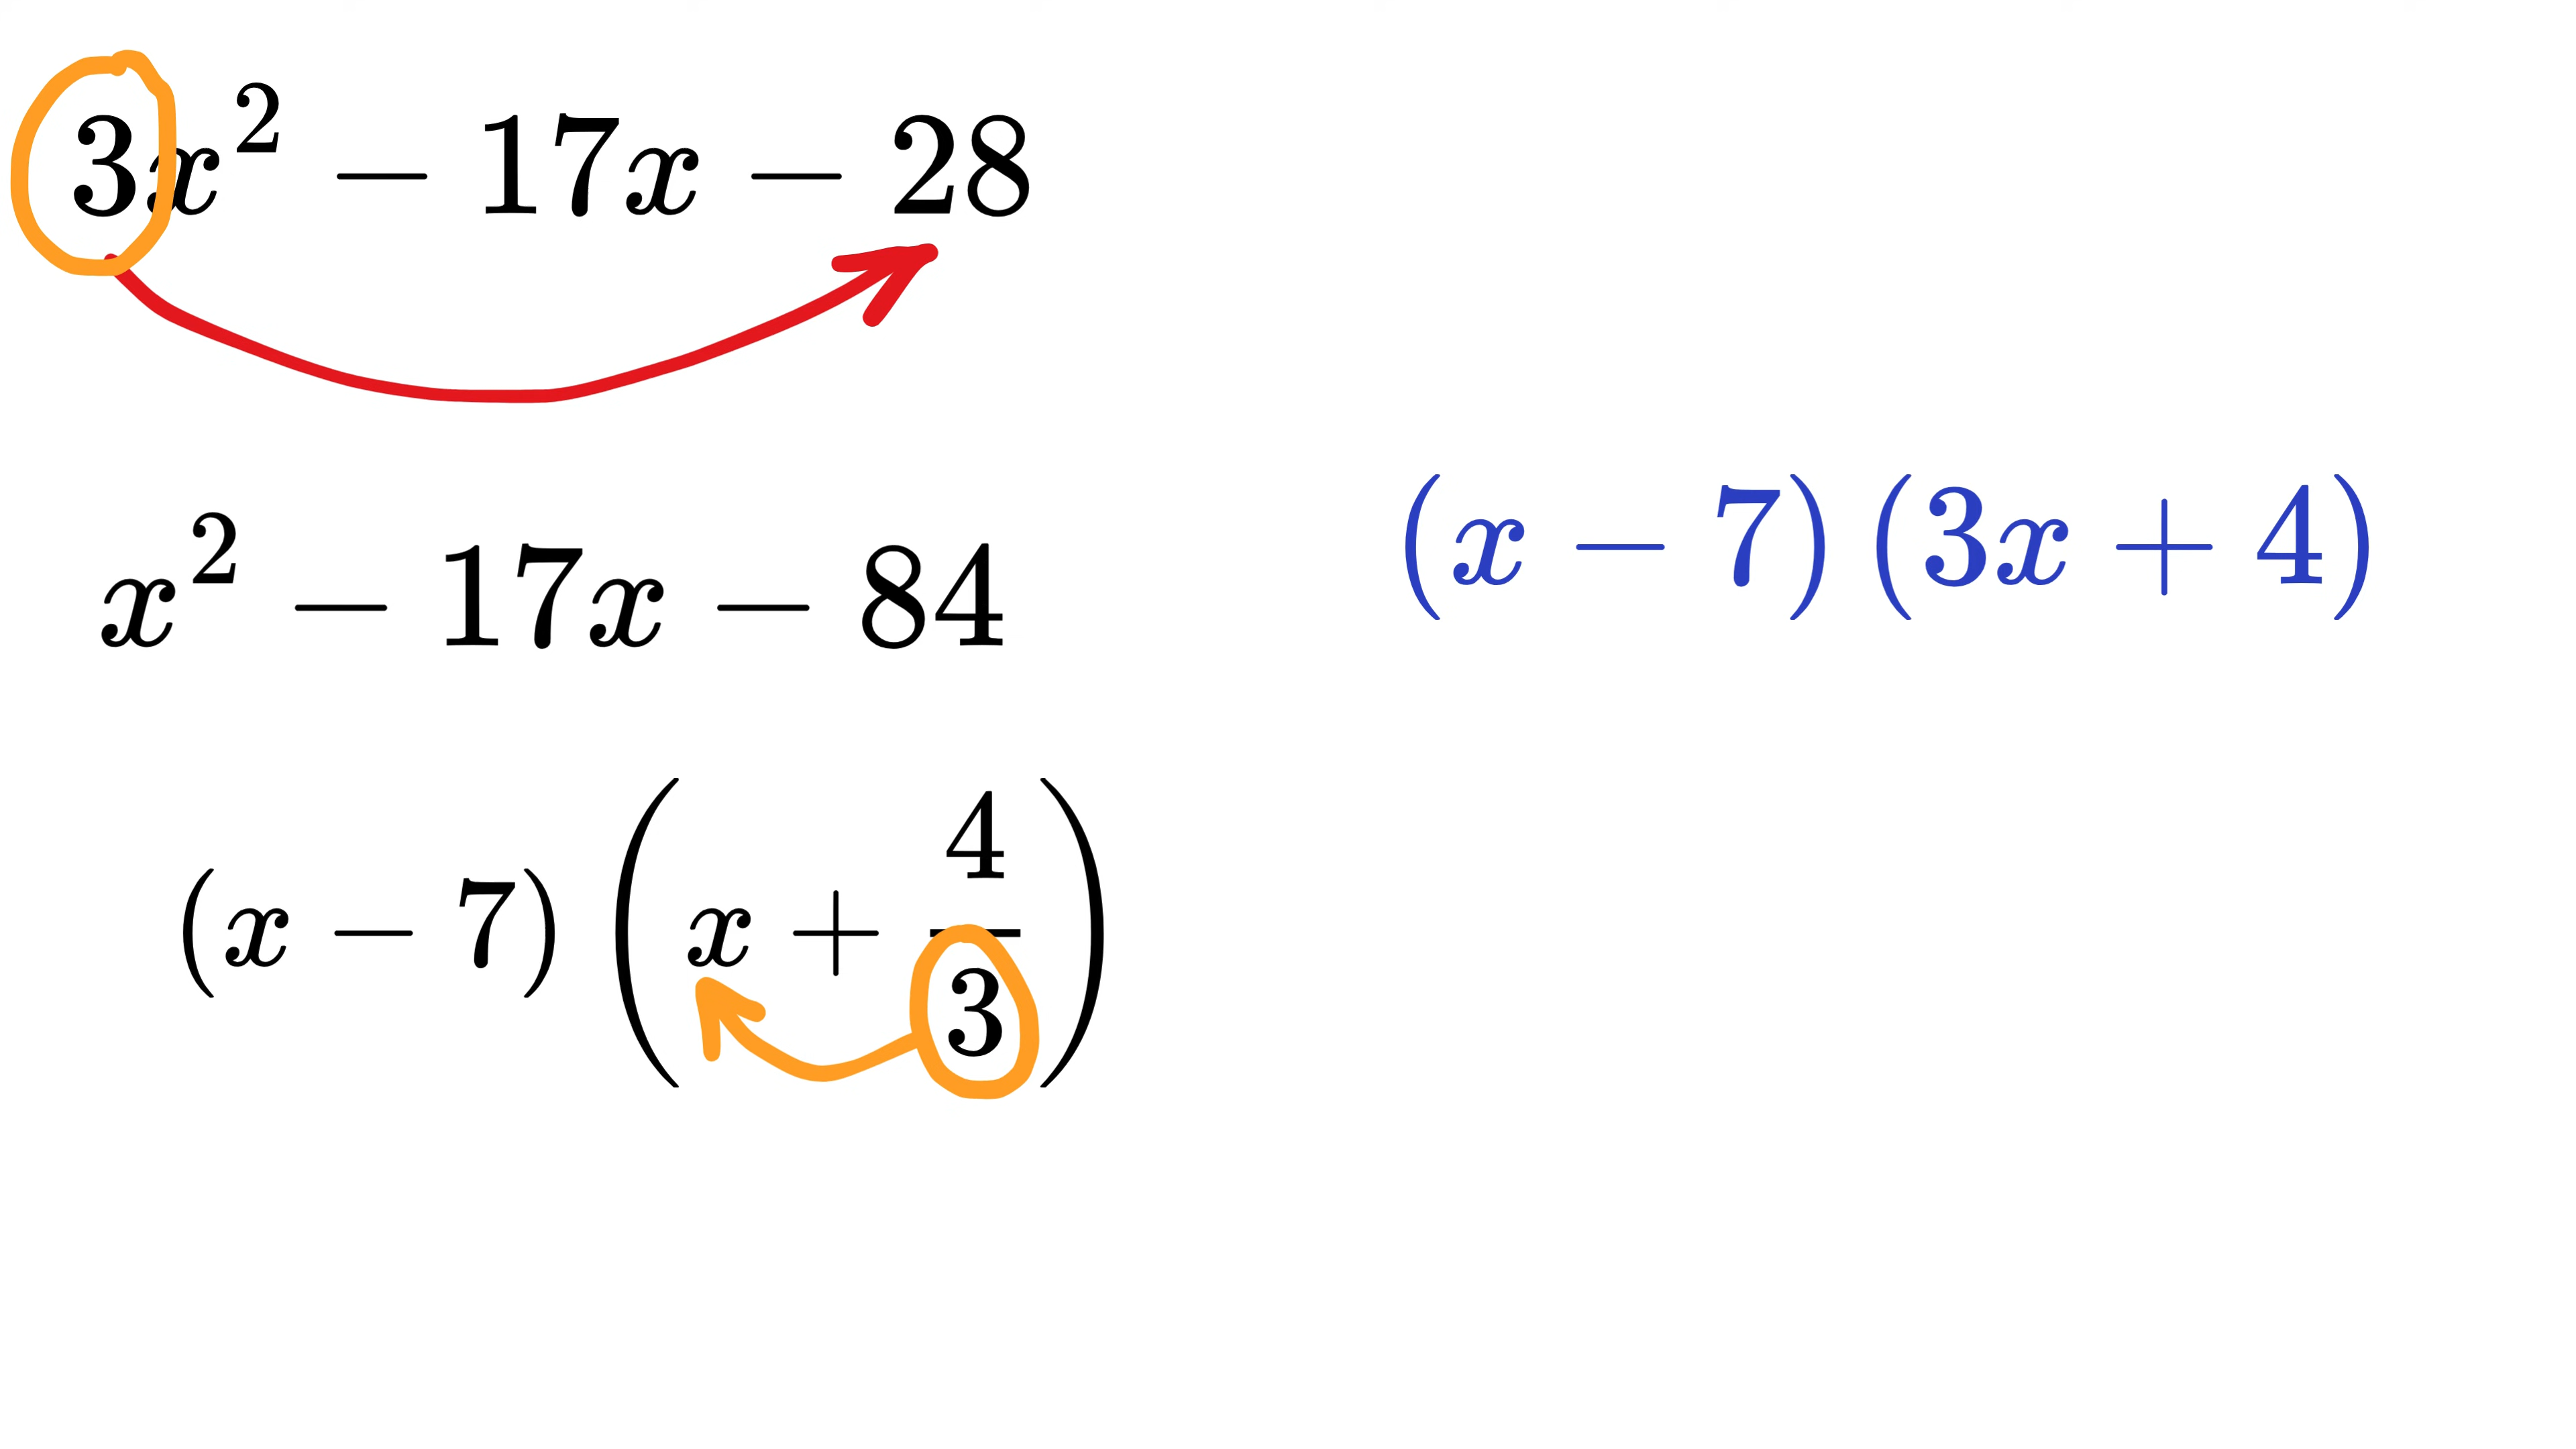 3x² − 17x − 28
x² − 17x − 84
(x − 7)(x + 4/3)
(x − 7)(3x + 4)